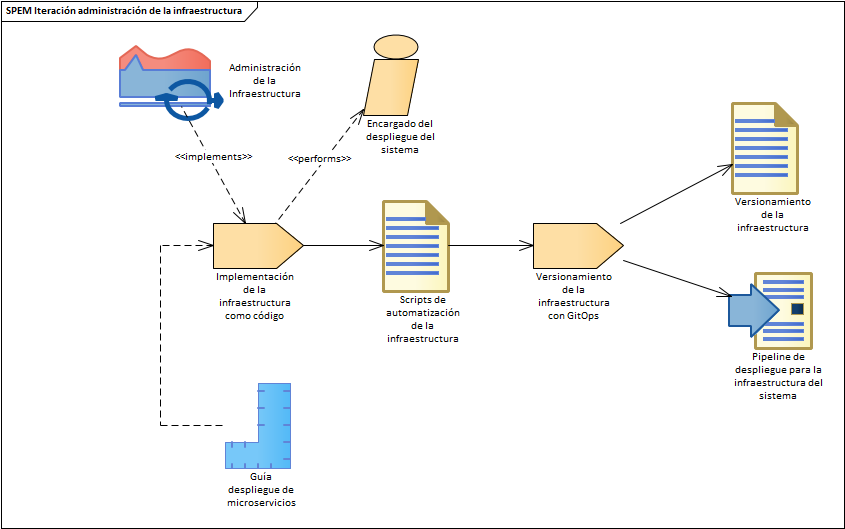 SPEM Iteración administración de la infraestructura
Administración
de la
Infraestructura
Encargado del
despliegue del
sistema
<<implements>>
<<performs>>
Versionamiento
de la
infraestructura
Implementación
de la
infraestructura
como código
Scripts de
automatización
de la
infraestructura
Versionamiento
de la
infraestructura
con GitOps
Pipeline de
despliegue para la
infraestructura del
sistema
Guía
despliegue de
microservicios